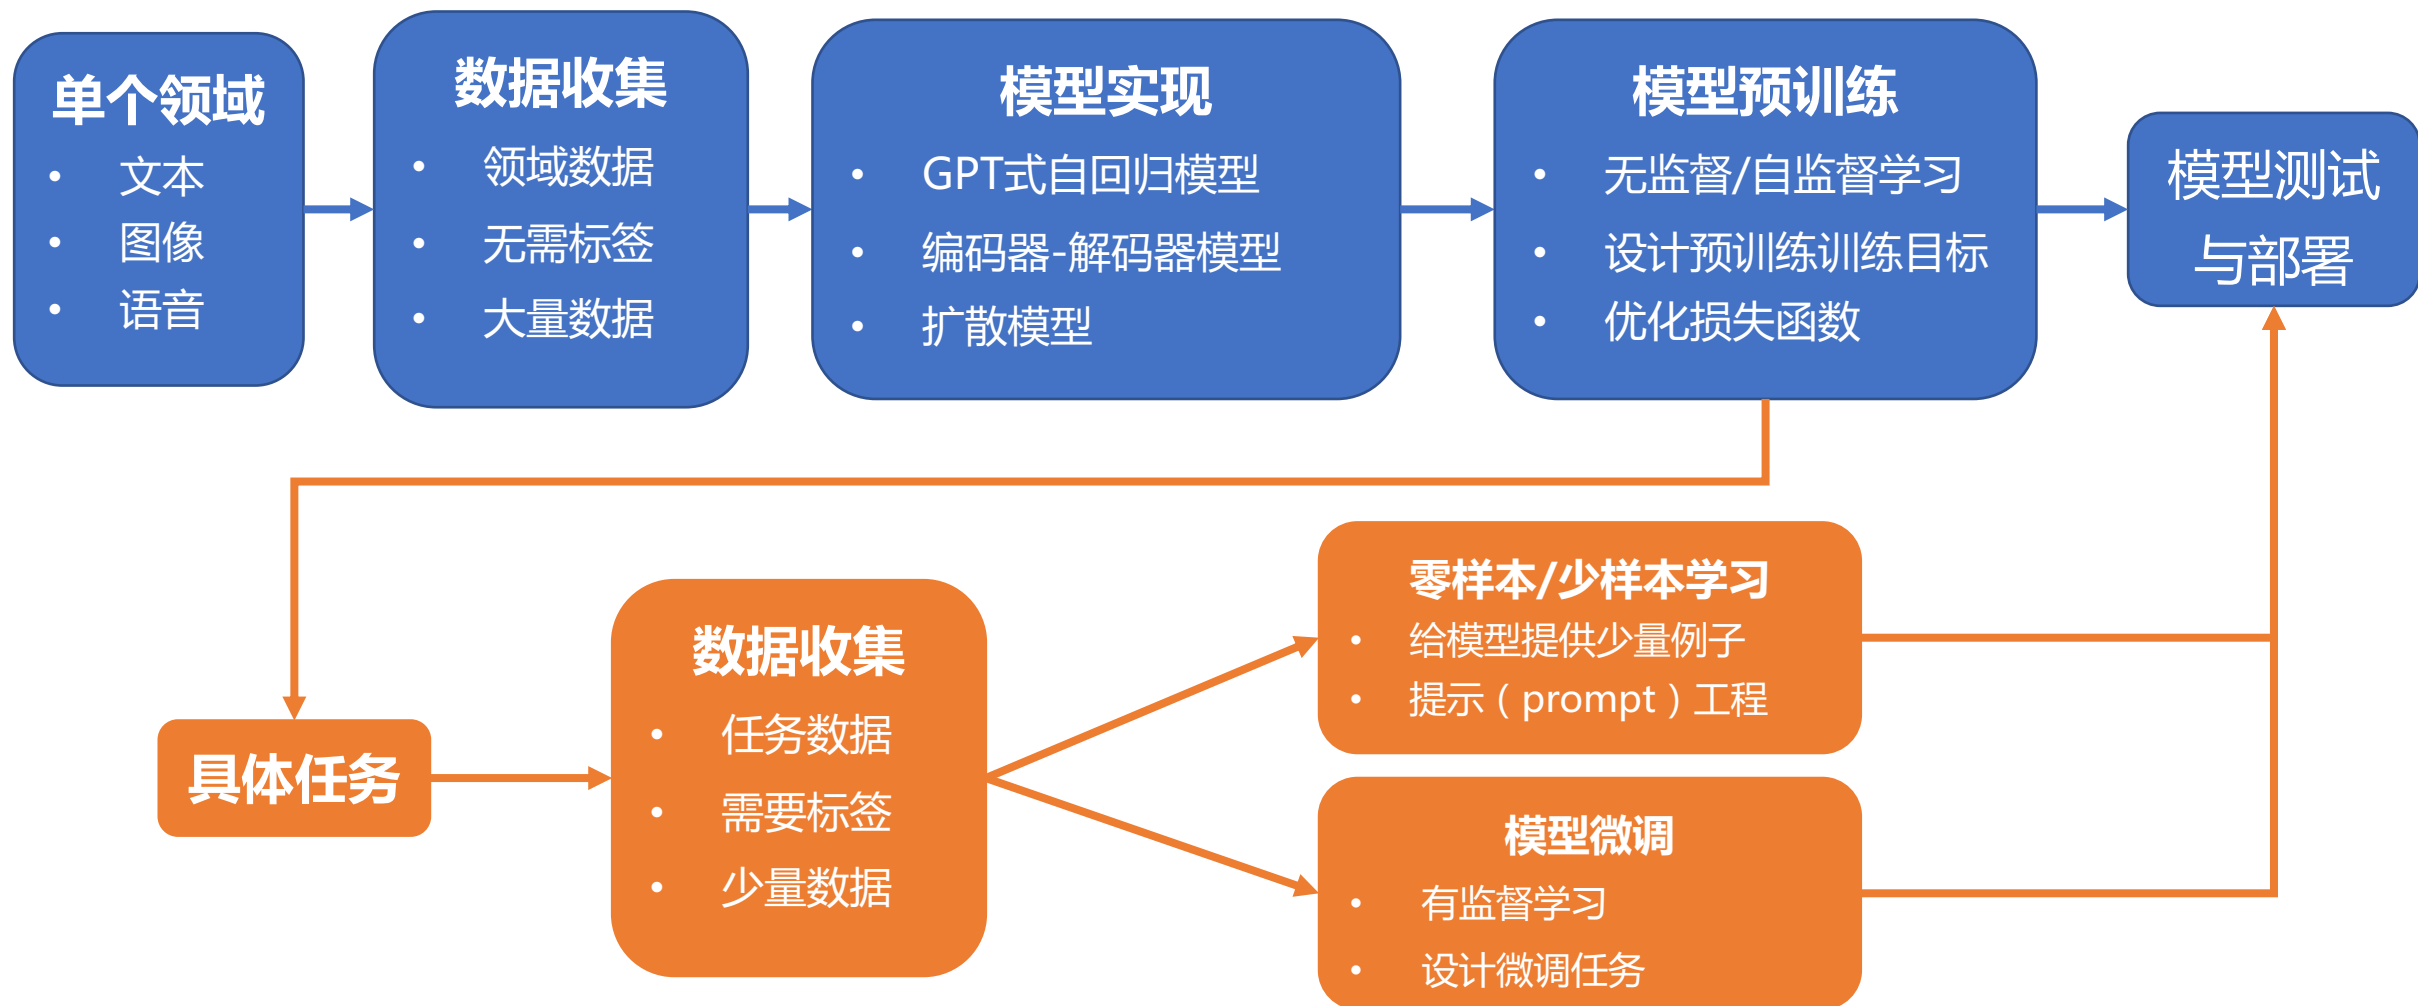 单个领域
• 文本
• 图像
• 语音
数据收集
• 领域数据
• 无需标签
• 大量数据
模型实现
• GPT式自回归模型
• 编码器-解码器模型
• 扩散模型
模型预训练
• 无监督/自监督学习
• 设计预训练训练目标
• 优化损失函数
模型测试
与部署
具体任务
数据收集
• 任务数据
• 需要标签
• 少量数据
零样本/少样本学习
• 给模型提供少量例子
• 提示（prompt）工程
模型微调
• 有监督学习
• 设计微调任务